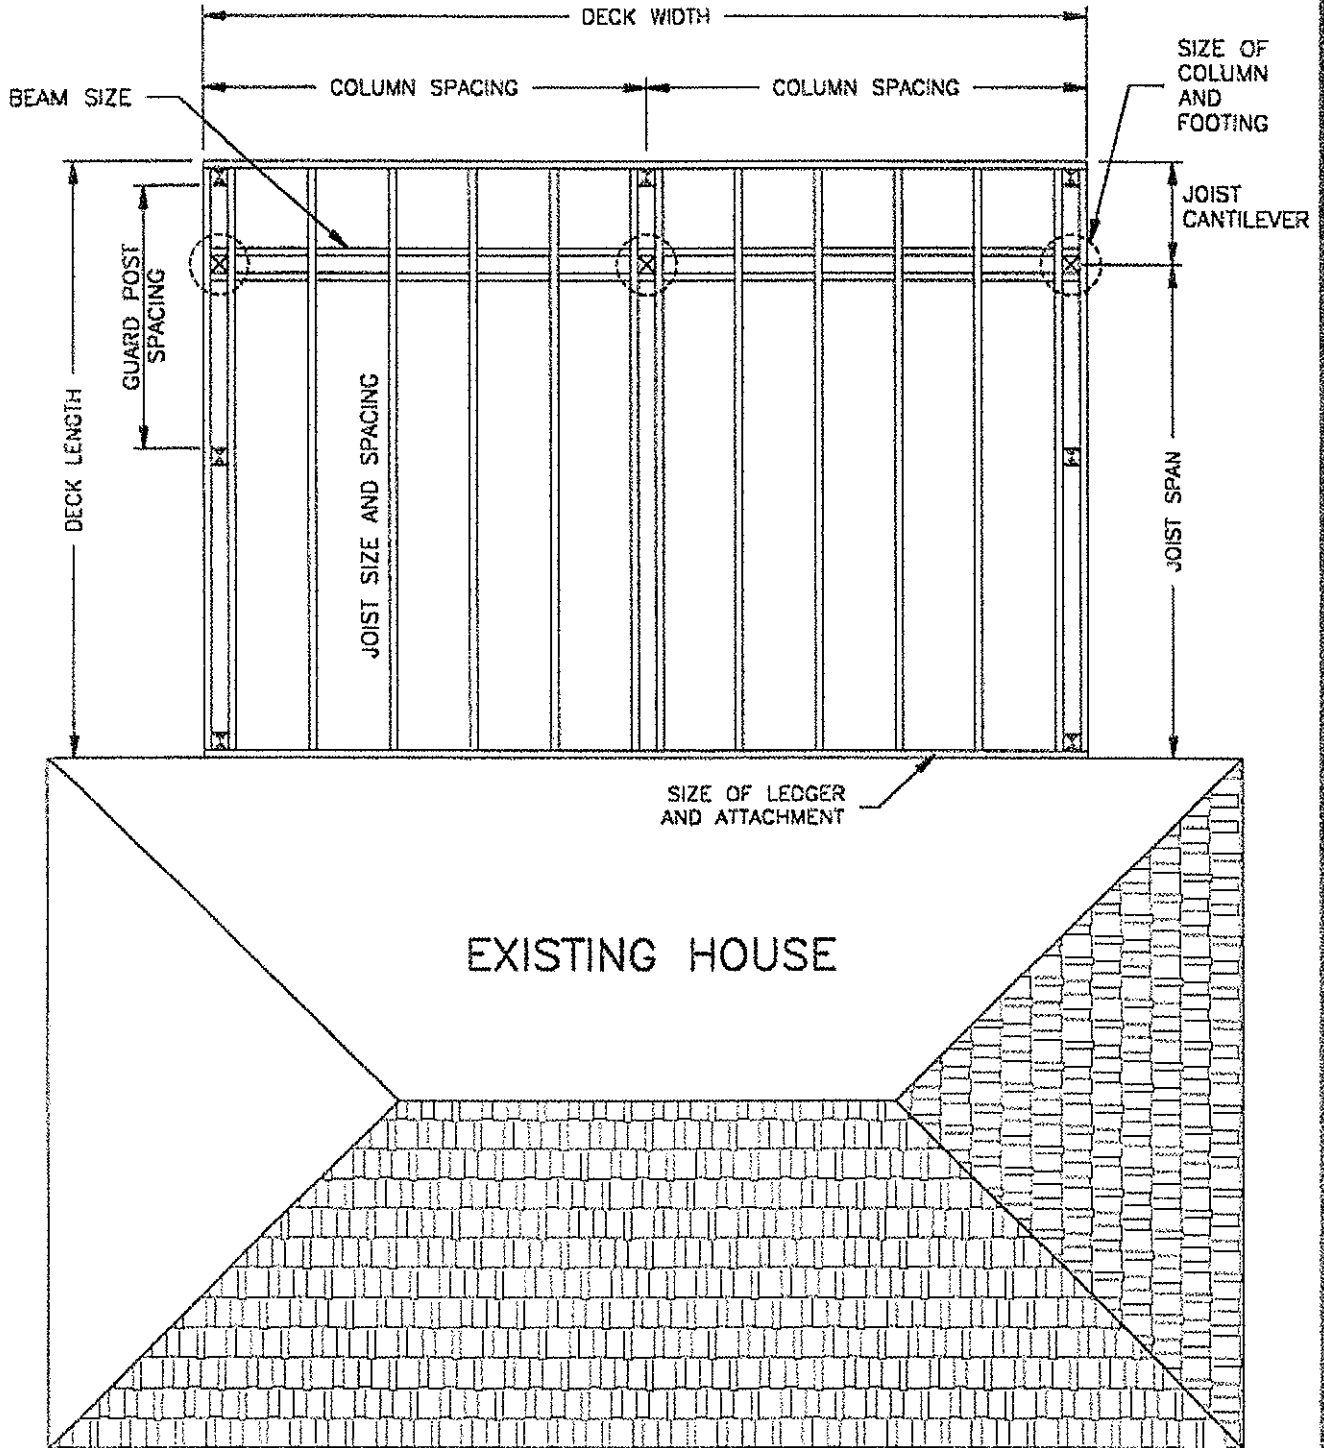 DECK WIDTH
COLUMN SPACING
COLUMN SPACING
BEAM SIZE
SIZE OF
COLUMN
AND
FOOTING
JOIST
CANTILEVER
GUARD POST
SPACING
DECK LENGTH
JOIST SIZE AND SPACING
JOIST SPAN
SIZE OF LEDGER
AND ATTACHMENT
EXISTING HOUSE